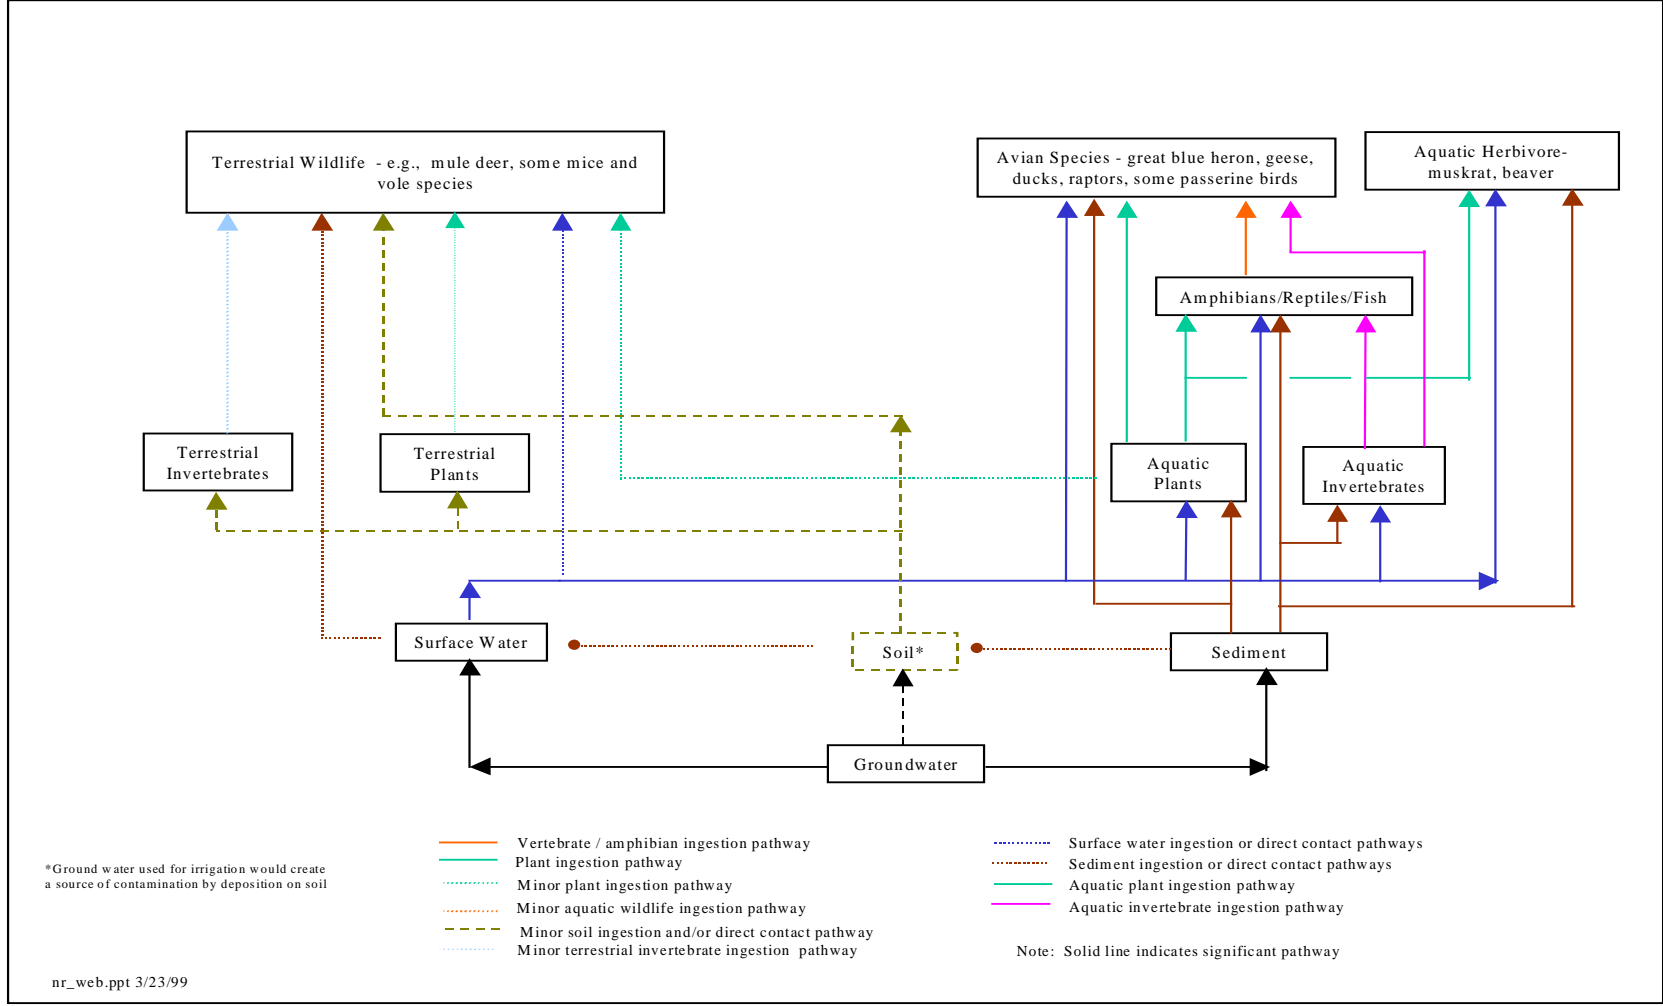 Terrestrial Wildlife - e.g., mule deer, some mice and
vole species
Avian Species - great blue heron, geese,
ducks, raptors, some passerine birds
Aquatic Herbivore-
muskrat, beaver
Amphibians/Reptiles/Fish
Terrestrial
Invertebrates
Terrestrial
Plants
Aquatic
Plants
Aquatic
Invertebrates
Surface Water
Soil*
Sediment
Groundwater
*Ground water used for irrigation would create
a source of contamination by deposition on soil
Vertebrate / amphibian ingestion pathway
Plant ingestion pathway
Minor plant ingestion pathway
Minor aquatic wildlife ingestion pathway
Minor soil ingestion and/or direct contact pathway
Minor terrestrial invertebrate ingestion pathway
Surface water ingestion or direct contact pathways
Sediment ingestion or direct contact pathways
Aquatic plant ingestion pathway
Aquatic invertebrate ingestion pathway
Note: Solid line indicates significant pathway
nr_web.ppt 3/23/99